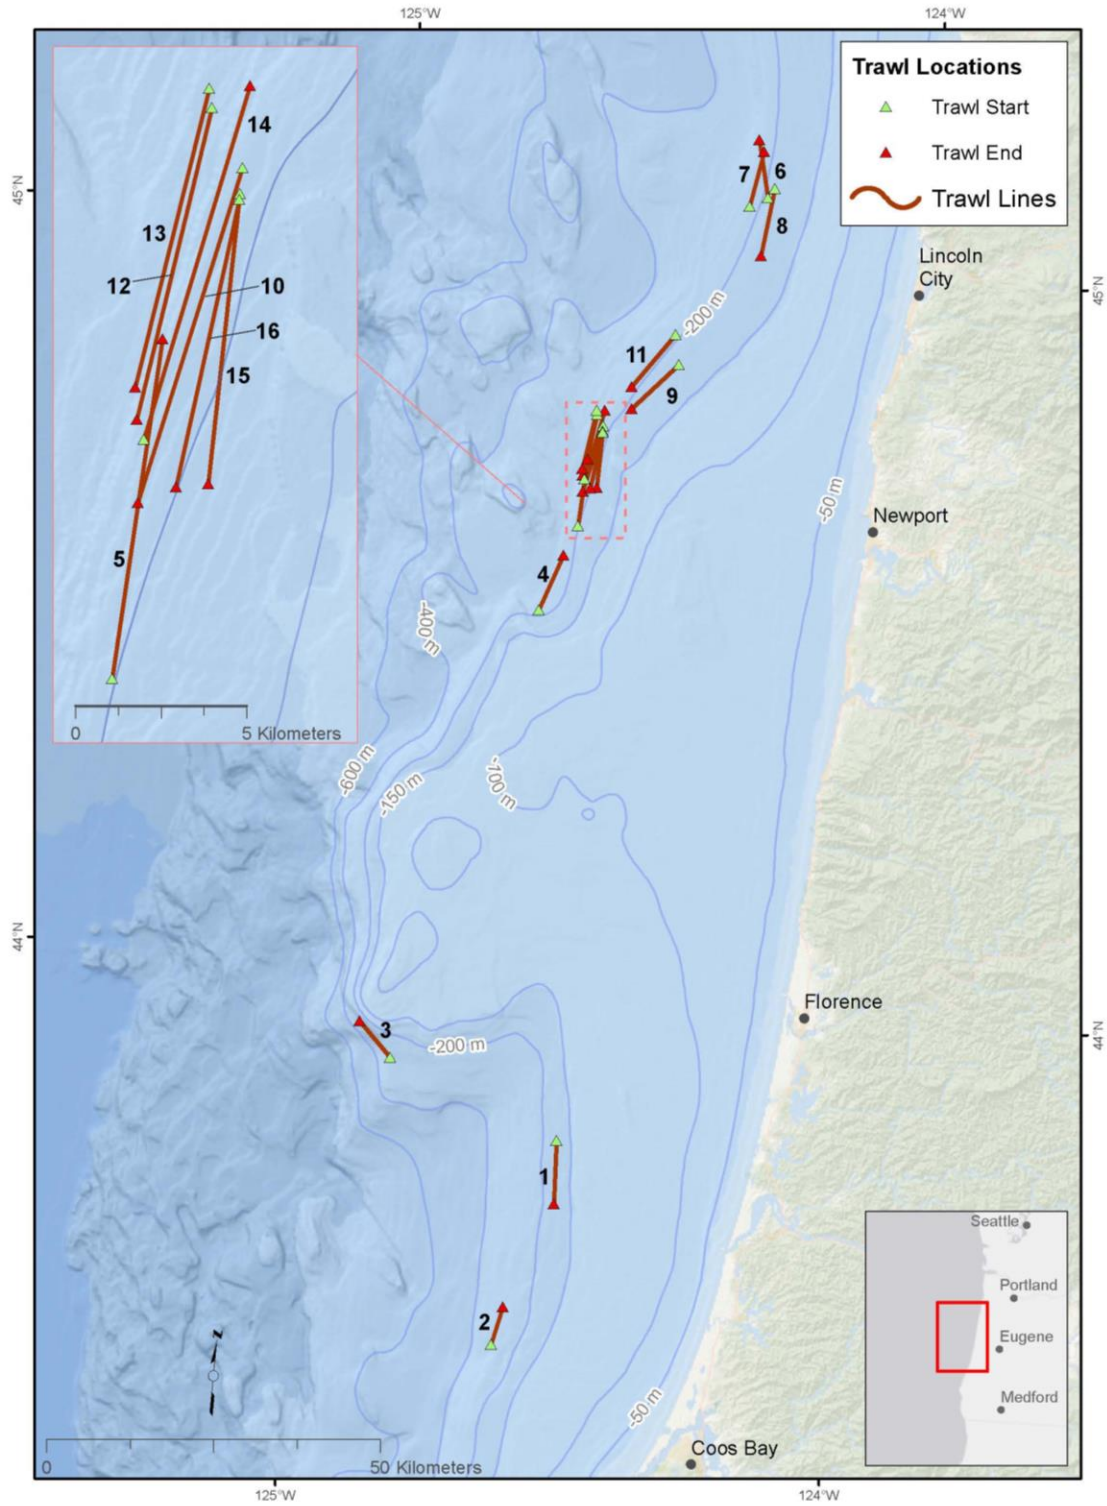 125°W
124°W
Trawl Locations
Trawl Start
Trawl End
Trawl Lines
14
13
12
10
16
15
5
0
5 Kilometers
45°N
45°N
7
6
8
Lincoln
City
-200 m
11
9
-50 m
Newport
4
-400 m
-600 m
-150 m
-100 m
44°N
44°N
Florence
3
-200 m
1
2
Seattle
Portland
Eugene
Medford
N
-50 m
Coos Bay
0
50 Kilometers
125°W
124°W